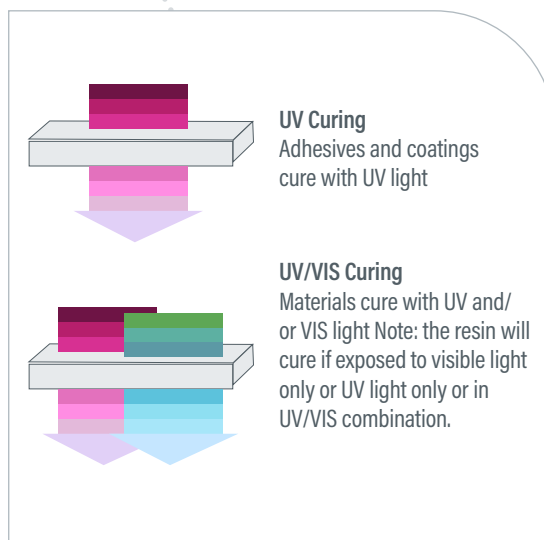 UV Curing
Adhesives and coatings
cure with UV light
UV/VIS Curing
Materials cure with UV and/
or VIS light Note: the resin will
cure if exposed to visible light
only or UV light only or in
UV/VIS combination.